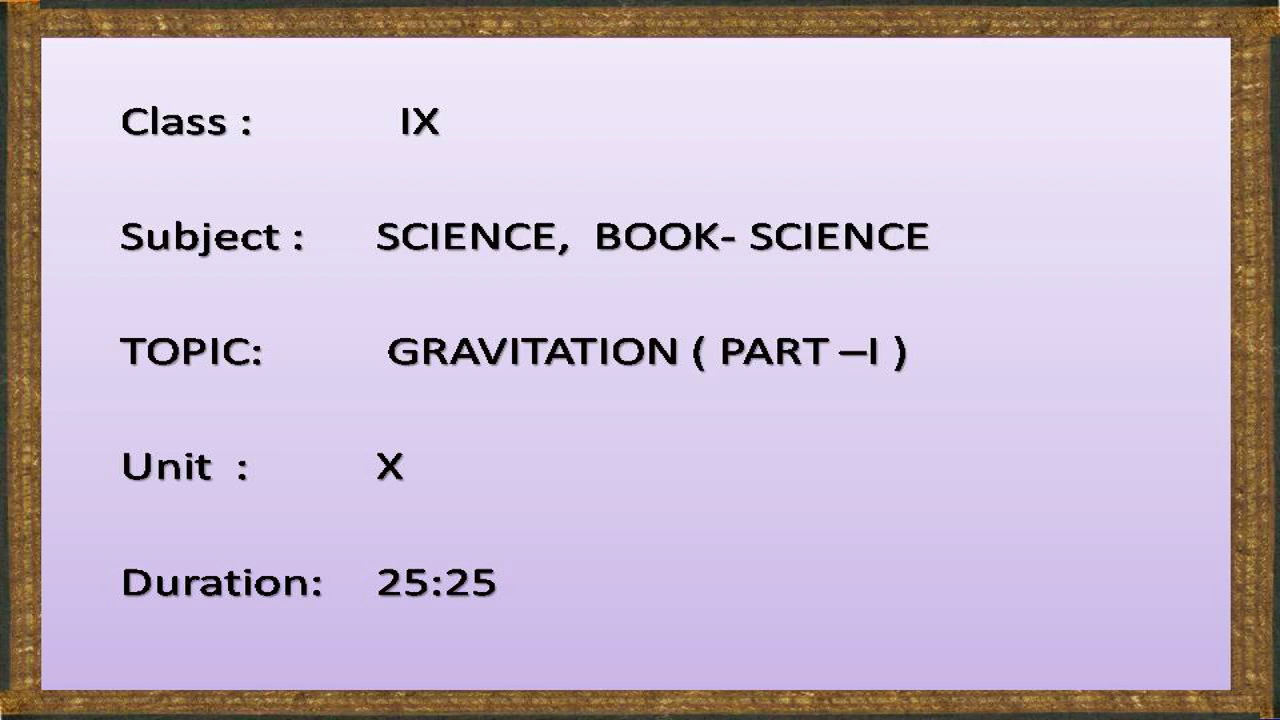 Class : IX
Subject : SCIENCE, BOOK- SCIENCE
TOPIC: GRAVITATION ( PART –I )
Unit : X
Duration: 25:25